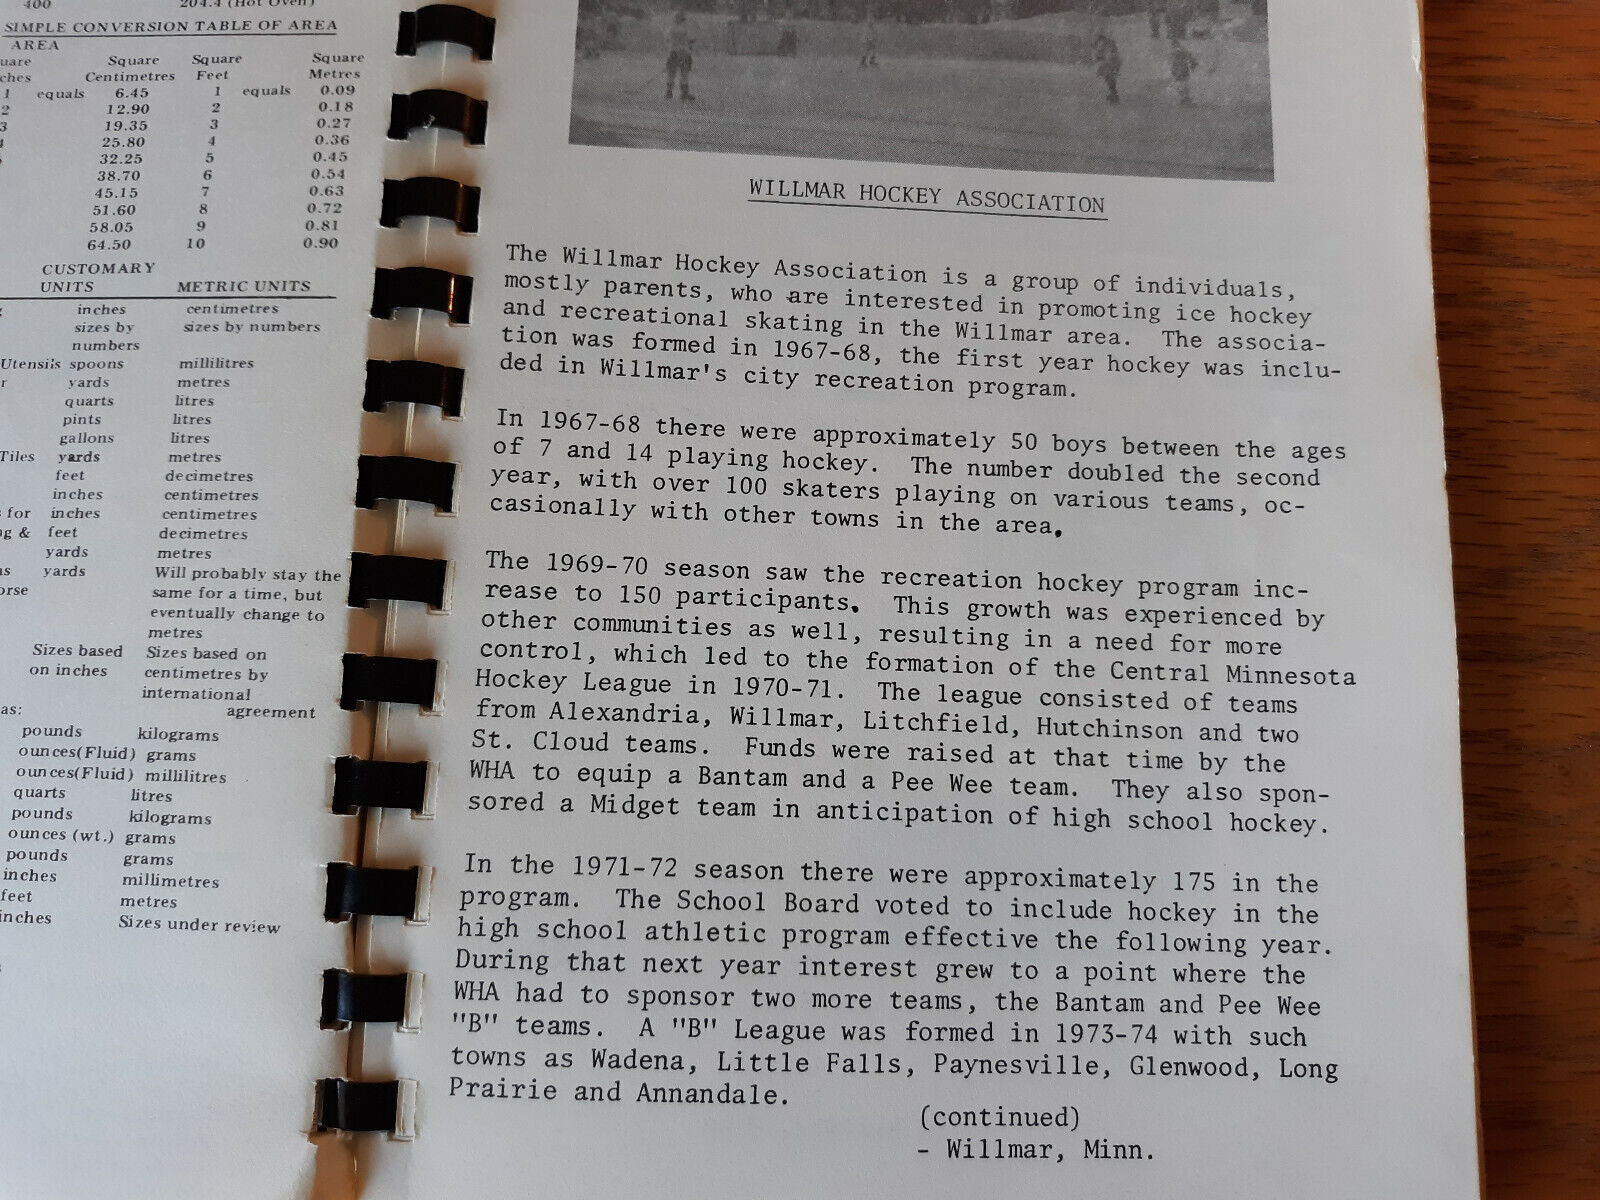 400 204.4 (Hot Oven)
SIMPLE CONVERSION TABLE OF AREA
AREA
Square Square Square
Centimetres Feet Metres
1 equals 6.45 1 equals 0.09
2 12.90 2 0.18
3 19.35 3 0.27
25.80 4 0.36
32.25 5 0.45
38.70 6 0.54
45.15 7 0.63
51.60 8 0.72
58.05 9 0.81
64.50 10 0.90
CUSTOMARY
UNITS METRIC UNITS
inches centimetres
sizes by sizes by numbers
numbers
Utensils spoons millilitres
yards metres
quarts litres
pints litres
gallons litres
Tiles yards metres
feet decimetres
inches centimetres
for inches centimetres
& feet decimetres
yards metres
yards Will probably stay the
same for a time, but
eventually change to
metres
Sizes based Sizes based on
on inches centimetres by
international
as: agreement
pounds kilograms
ounces(Fluid) grams
ounces(Fluid) millilitres
quarts litres
pounds kilograms
ounces (wt.) grams
pounds grams
inches millimetres
feet metres
inches Sizes under review
WILLMAR HOCKEY ASSOCIATION
The Willmar Hockey Association is a group of individuals,
mostly parents, who are interested in promoting ice hockey
and recreational skating in the Willmar area. The associa-
tion was formed in 1967-68, the first year hockey was inclu-
ded in Willmar's city recreation program.
In 1967-68 there were approximately 50 boys between the ages
of 7 and 14 playing hockey. The number doubled the second
year, with over 100 skaters playing on various teams, oc-
casionally with other towns in the area.
The 1969-70 season saw the recreation hockey program inc-
rease to 150 participants. This growth was experienced by
other communities as well, resulting in a need for more
control, which led to the formation of the Central Minnesota
Hockey League in 1970-71. The league consisted of teams
from Alexandria, Willmar, Litchfield, Hutchinson and two
St. Cloud teams. Funds were raised at that time by the
WHA to equip a Bantam and a Pee Wee team. They also spon-
sored a Midget team in anticipation of high school hockey.
In the 1971-72 season there were approximately 175 in the
program. The School Board voted to include hockey in the
high school athletic program effective the following year.
During that next year interest grew to a point where the
WHA had to sponsor two more teams, the Bantam and Pee Wee
"B" teams. A "B" League was formed in 1973-74 with such
towns as Wadena, Little Falls, Paynesville, Glenwood, Long
Prairie and Annandale.
(continued)
- Willmar, Minn.